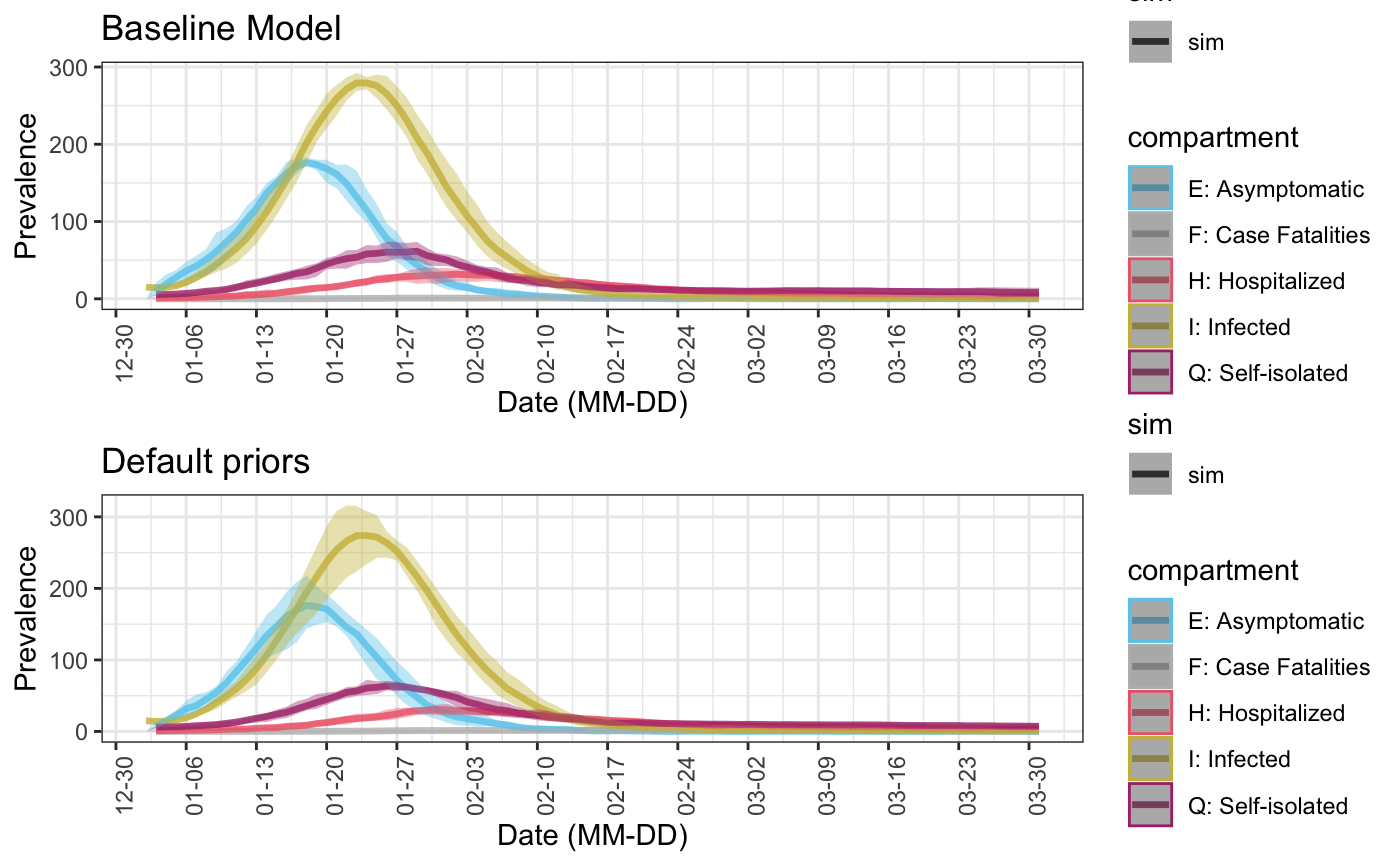 Baseline Model
300
200
100
0
Prevalence
12-30
01-06
01-13
01-20
01-27
02-03
02-10
02-17
02-24
03-02
03-09
03-16
03-23
03-30
Date (MM-DD)
sim
compartment
E: Asymptomatic
F: Case Fatalities
H: Hospitalized
I: Infected
Q: Self-isolated
Default priors
300
200
100
0
Prevalence
12-30
01-06
01-13
01-20
01-27
02-03
02-10
02-17
02-24
03-02
03-09
03-16
03-23
03-30
Date (MM-DD)
sim
sim
compartment
E: Asymptomatic
F: Case Fatalities
H: Hospitalized
I: Infected
Q: Self-isolated